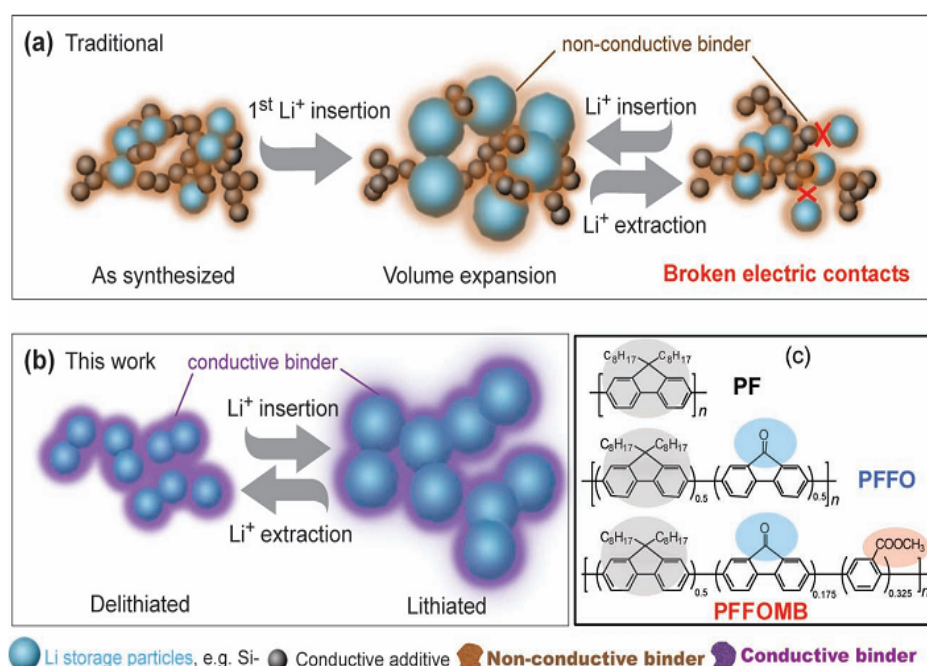 (a) Traditional
non-conductive binder
1st Li+ insertion
Li+ insertion
Li+ extraction
As synthesized
Volume expansion
Broken electric contacts
(b) This work
conductive binder
Li+ insertion
Li+ extraction
Delithiated
Lithiated
(c)
C8H17 C8H17
n
PF
C8H17 C8H17
O
0.5
0.5
n
PFFO
C8H17 C8H17
O
COOCH3
0.5
0.175
0.325
n
PFFOMB
Li storage particles, e.g. Si- Conductive additive Non-conductive binder Conductive binder